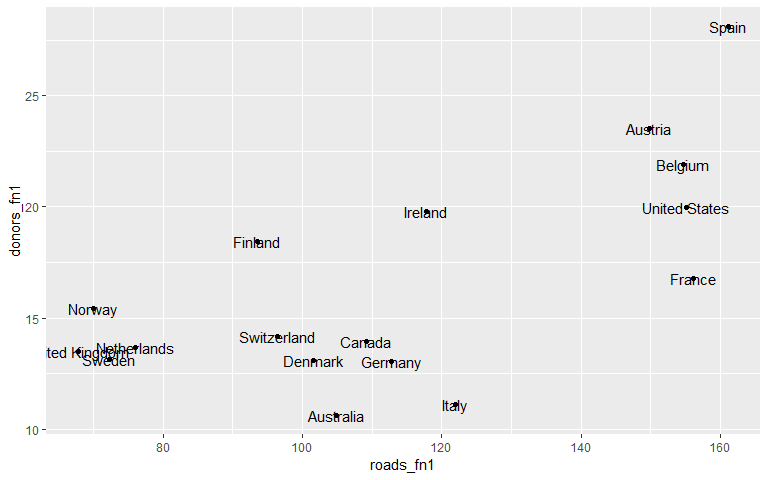 Spain
25
Austria
Belgium
donors_fn1
20
Ireland
United States
Finland
France
Norway
15
Switzerland
Canada
ted Kingdom
Netherlands
Sweden
Denmark
Germany
Italy
Australia
10
80
100
120
140
160
roads_fn1